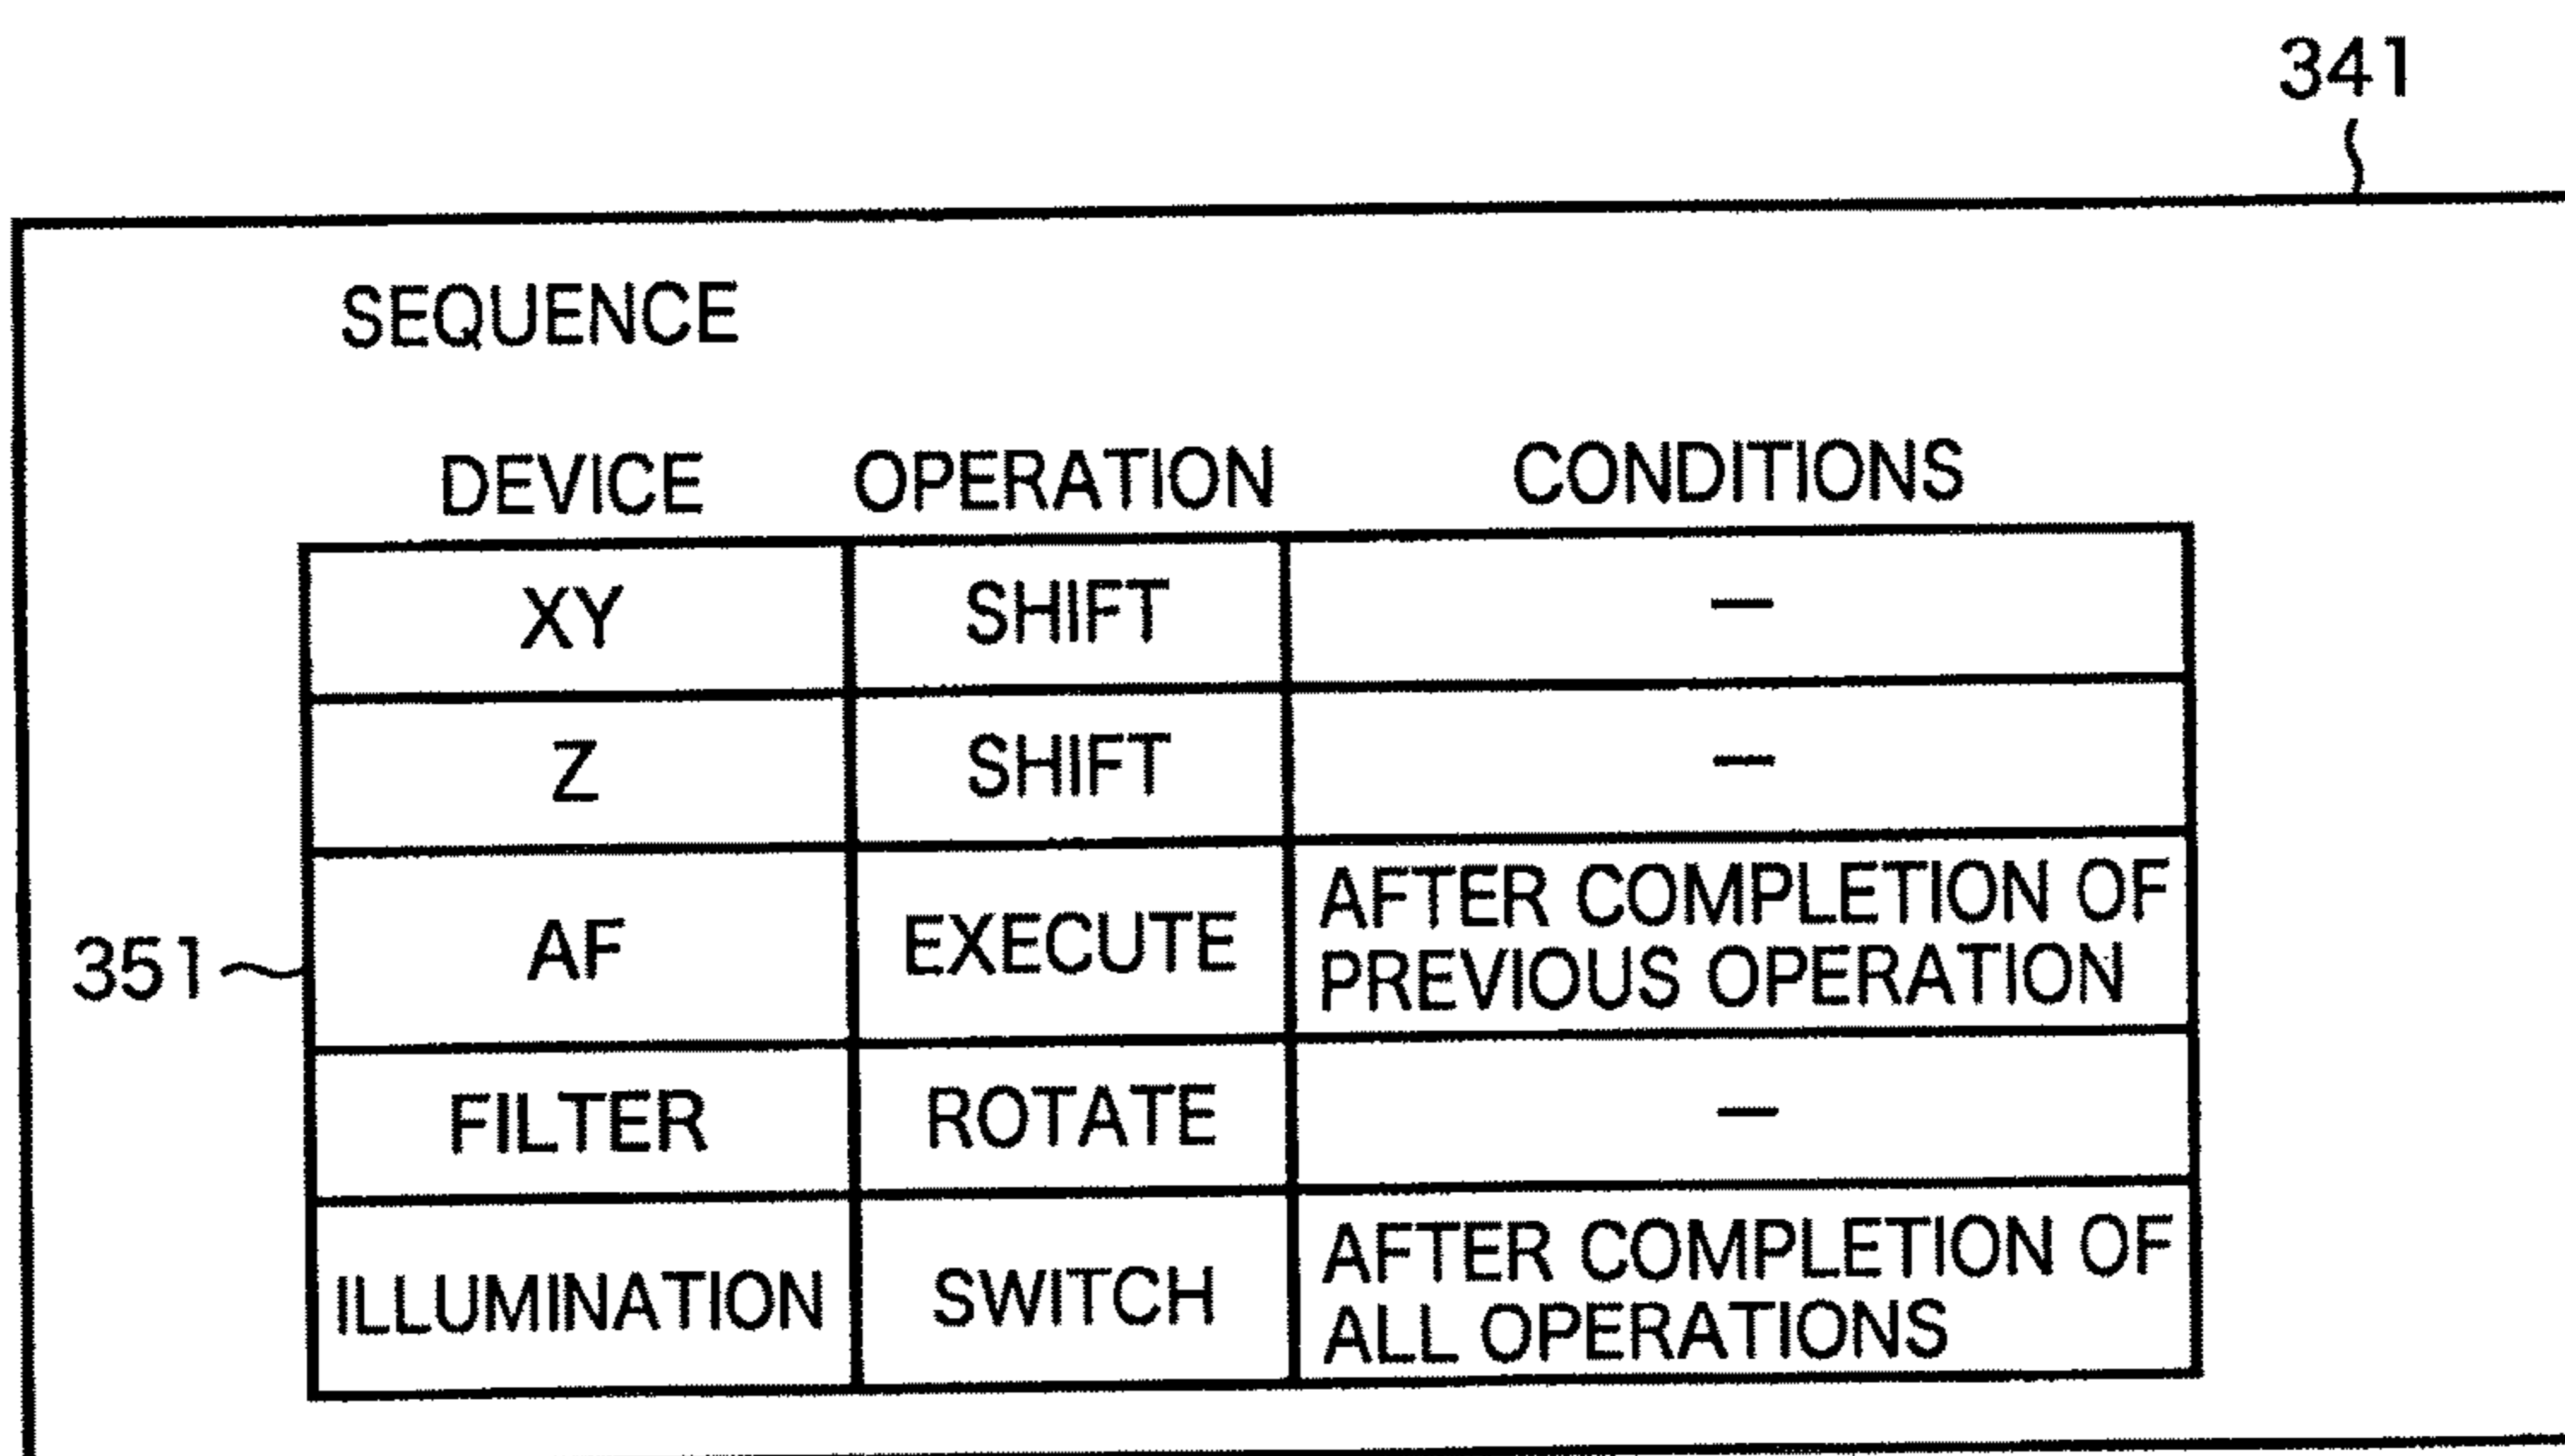 341
SEQUENCE
DEVICE OPERATION CONDITIONS
XY SHIFT —
Z SHIFT —
AF EXECUTE AFTER COMPLETION OF
PREVIOUS OPERATION
351
FILTER ROTATE —
ILLUMINATION SWITCH AFTER COMPLETION OF
ALL OPERATIONS